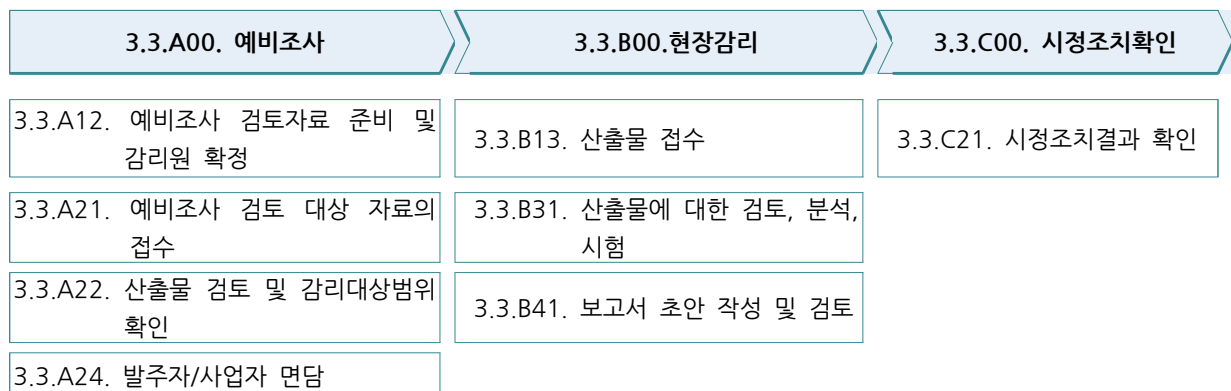 3.3.A00. 예비조사
3.3.B00.현장감리
3.3.C00. 시정조치확인
3.3.A12. 예비조사 검토자료 준비 및
감리원 확정
3.3.B13. 산출물 접수
3.3.C21. 시정조치결과 확인
3.3.A21. 예비조사 검토 대상 자료의
접수
3.3.B31. 산출물에 대한 검토, 분석,
시험
3.3.A22. 산출물 검토 및 감리대상범위
확인
3.3.B41. 보고서 초안 작성 및 검토
3.3.A24. 발주자/사업자 면담